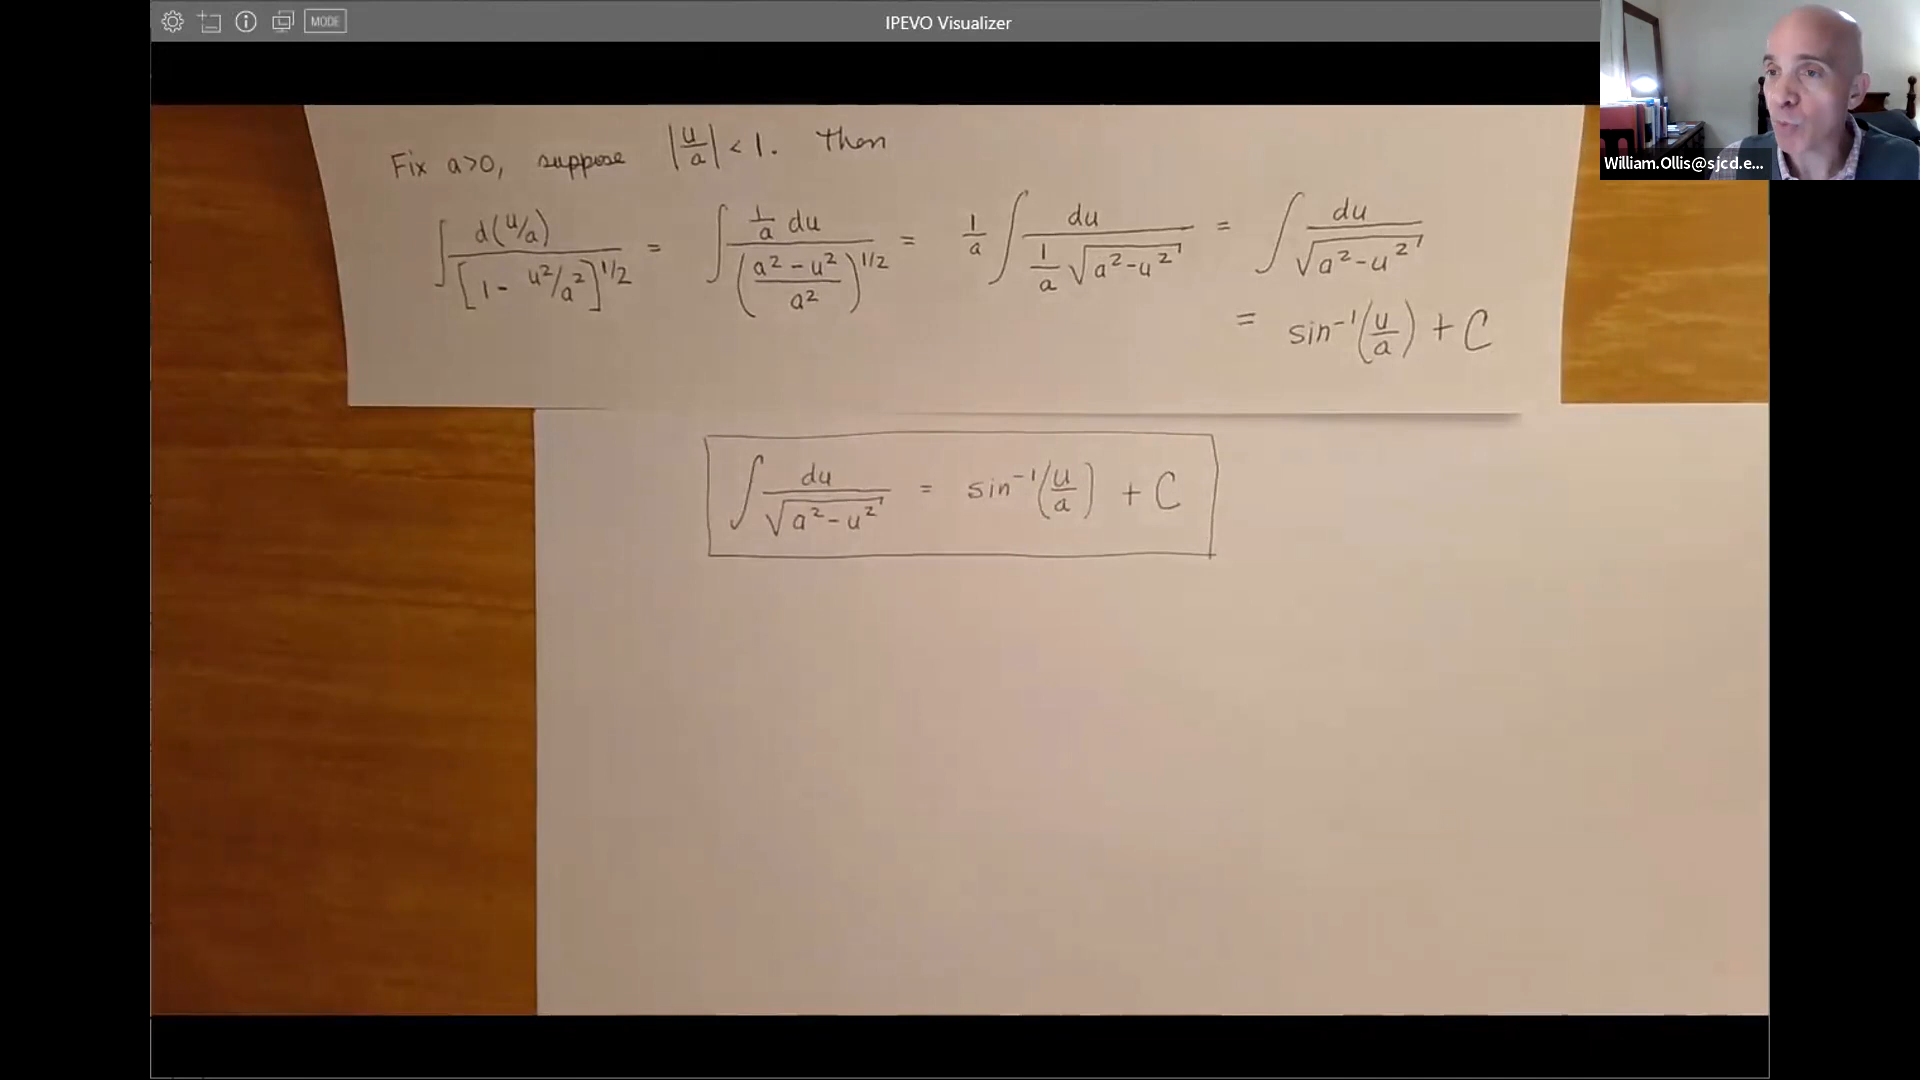 MODE
IPEVO Visualizer
William.Ollis@sjcd.e...
Fix a>0, suppose |u/a| < 1. Then
∫ d(u/a) / [1 - u²/a²]^1/2 = ∫ 1/a du / ((a² - u²)/a²)^1/2 = 1/a ∫ du / (1/a √(a²-u²)) = ∫ du / √(a²-u²)
= sin⁻¹(u/a) + C
∫ du / √(a²-u²) = sin⁻¹(u/a) + C